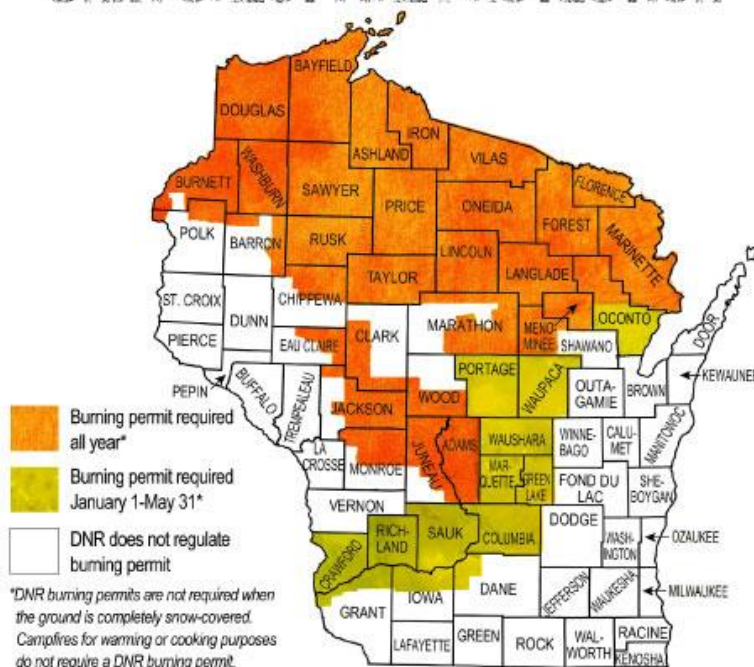 BAYFIELD
DOUGLAS
IRON
ASHLAND
VILAS
WASHBURN
BURNETT
FLORENCE
SAWYER
ONEIDA
PRICE
FOREST
MARINETTE
POLK
BARRON
RUSK
LINCOLN
LANGLADE
TAYLOR
CHIPPEWA
ST. CROIX
OCONTO
DUNN
MARATHON
CLARK
MENO-
MINEE
DOOR
PIERCE
EAU CLAIRE
SHAWANO
PORTAGE
KEWAUNEE
PEPIN
BUFFALO
TREMPEALEAU
WAUPACA
OUTA-
GAMIE
BROWN
JACKSON
WOOD
Burning permit required
all year*
LA
CROSSE
MONROE
JUNEAU
ADAMS
WAUSHARA
WINNE-
BAGO
CALU-
MET
MANITOWOC
MAR-
QUETTE
GREEN
LAKE
Burning permit required
January 1-May 31*
FOND DU
LAC
SHE-
BOYGAN
VERNON
DNR does not regulate
burning permit
CRAWFORD
RICH-
LAND
SAUK
COLUMBIA
DODGE
WASH-
INGTON
OZAUKEE
*DNR burning permits are not required when
the ground is completely snow-covered.
Campfires for warming or cooking purposes
do not require a DNR burning permit.
GRANT
IOWA
DANE
JEFFERSON
WAUKESHA
MILWAUKEE
LAFAYETTE
GREEN
ROCK
WAL-
WORTH
RACINE
KENOSHA